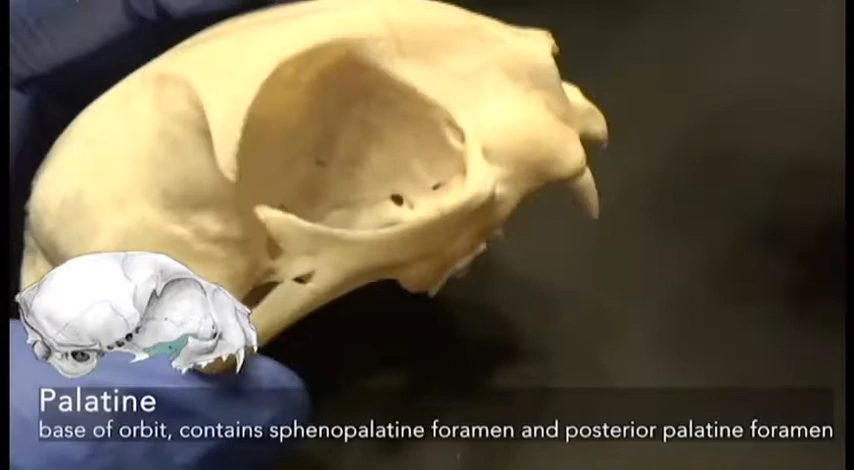 Palatine
base of orbit, contains sphenopalatine foramen and posterior palatine foramen